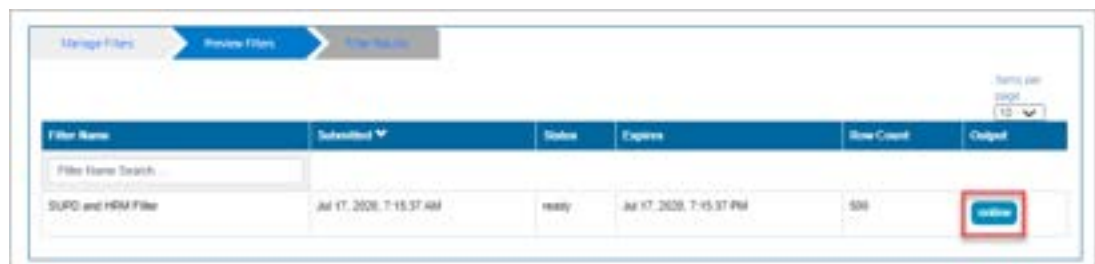 Manage Filters Preview Filters Filter Results
Items per
page
10
Filter Name Submitted Status Expires Row Count Output
Filter Name Search...
SUPD and HRM Filter Jul 17, 2020, 7:15:37 AM ready Jul 17, 2020, 7:15:37 PM online